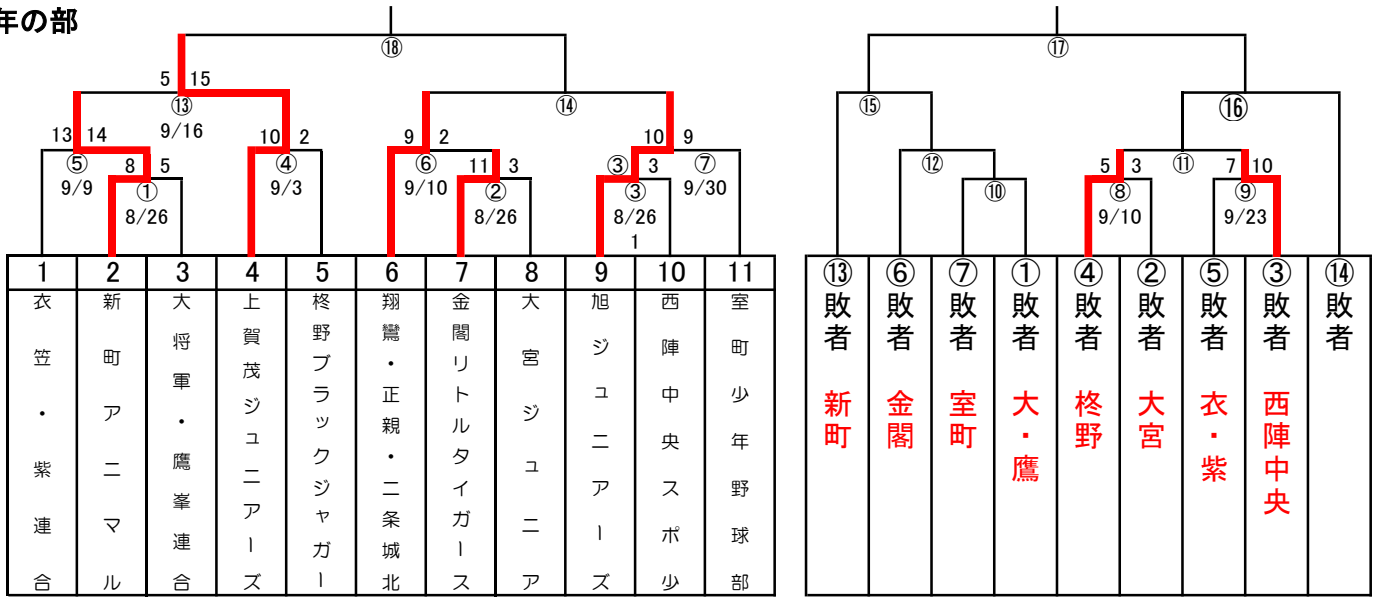 年の部
⑱ ⑰
5 15
⑬ ⑭ ⑮ ⑯
9/16
13 14 10 2 9 2 10 9
⑤ ④ ⑥ ⑦ ⑫ ⑪
9/9 9/3 9/10 9/30
8 5 11 3 ③ 3 5 3 7 10
① ② ③ ⑩ ⑧ ⑨
8/26 8/26 8/26 9/10 9/23
1
1 2 3 4 5 6 7 8 9 10 11
衣笠・紫連合
新町アニマル
大将軍・鷹峯連合
上賀茂ジュニアーズ
柊野ブラックジャガー
翔鸞・正親・二条城北
金閣リトルタイガース
大宮ジュニア
旭ジュニアーズ
西陣中央スポ少
室町少年野球部
⑬敗者 新町
⑥敗者 金閣
⑦敗者 室町
①敗者 大・鷹
④敗者 柊野
②敗者 大宮
⑤敗者 衣・紫
③敗者 西陣中央
⑭敗者